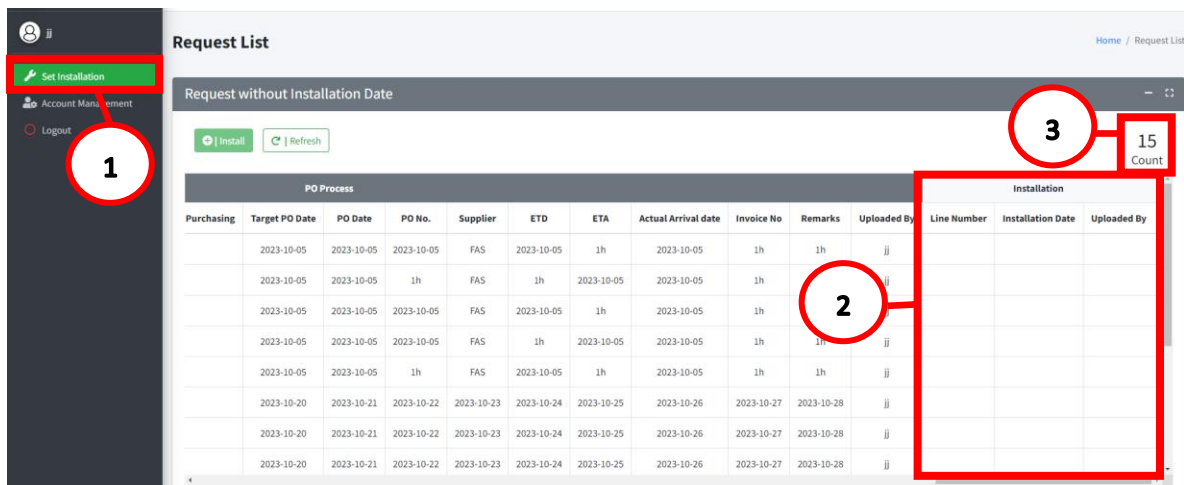 jj
Set Installation
Account Management
Logout
1
Request List
Home / Request List
Request without Installation Date
| Install
| Refresh
3
15
Count
PO Process
Installation
Purchasing Target PO Date PO Date PO No. Supplier ETD ETA Actual Arrival date Invoice No Remarks Uploaded By Line Number Installation Date Uploaded By
2023-10-05 2023-10-05 2023-10-05 FAS 2023-10-05 1h 2023-10-05 1h 1h jj
2023-10-05 2023-10-05 1h FAS 1h 2023-10-05 2023-10-05 1h jj
2
2023-10-05 2023-10-05 2023-10-05 FAS 2023-10-05 1h 2023-10-05 1h
2023-10-05 2023-10-05 2023-10-05 FAS 1h 2023-10-05 2023-10-05 1h 1h jj
2023-10-05 2023-10-05 1h FAS 2023-10-05 1h 2023-10-05 1h 1h jj
2023-10-20 2023-10-21 2023-10-22 2023-10-23 2023-10-24 2023-10-25 2023-10-26 2023-10-27 2023-10-28 jj
2023-10-20 2023-10-21 2023-10-22 2023-10-23 2023-10-24 2023-10-25 2023-10-26 2023-10-27 2023-10-28 jj
2023-10-20 2023-10-21 2023-10-22 2023-10-23 2023-10-24 2023-10-25 2023-10-26 2023-10-27 2023-10-28 jj